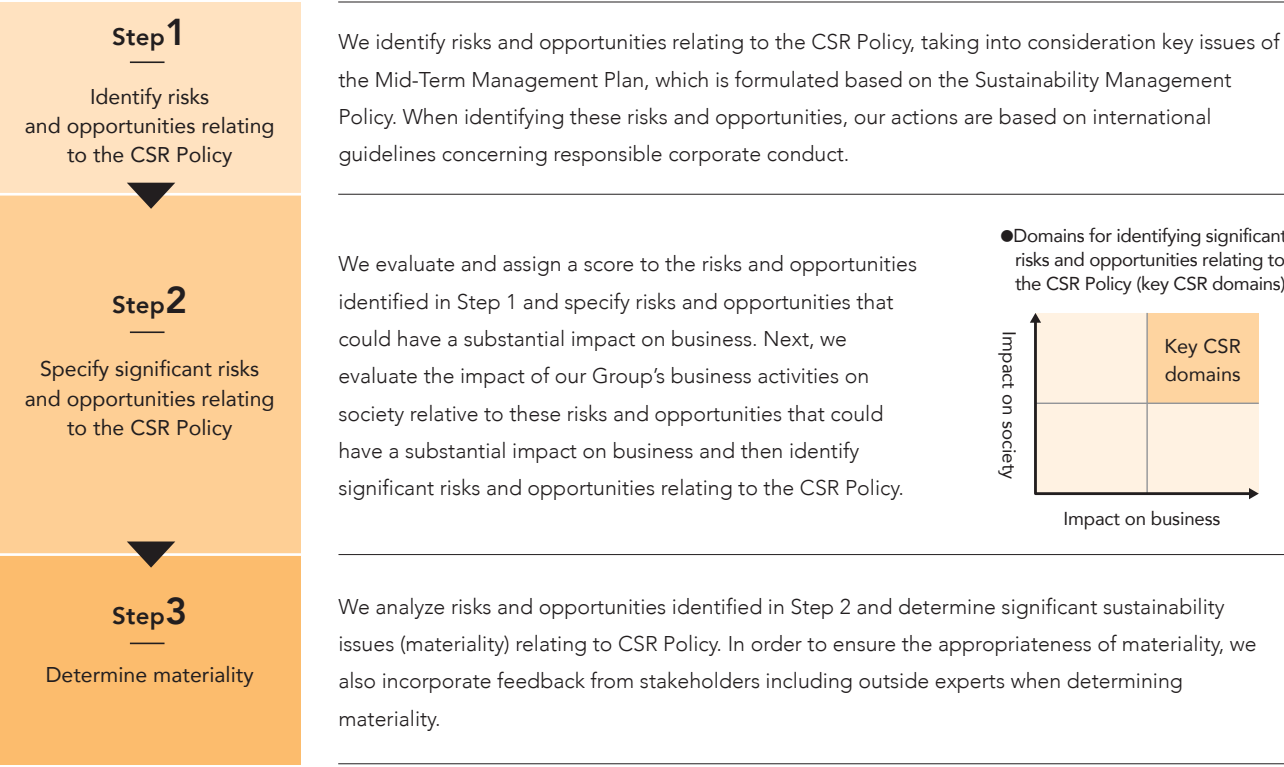 Step1
Identify risks
and opportunities relating
to the CSR Policy
We identify risks and opportunities relating to the CSR Policy, taking into consideration key issues of
the Mid-Term Management Plan, which is formulated based on the Sustainability Management
Policy. When identifying these risks and opportunities, our actions are based on international
guidelines concerning responsible corporate conduct.
Step2
Specify significant risks
and opportunities relating
to the CSR Policy
We evaluate and assign a score to the risks and opportunities
identified in Step 1 and specify risks and opportunities that
could have a substantial impact on business. Next, we
evaluate the impact of our Group's business activities on
society relative to these risks and opportunities that could
have a substantial impact on business and then identify
significant risks and opportunities relating to the CSR Policy.
●Domains for identifying significant
risks and opportunities relating to
the CSR Policy (key CSR domains)
Impact on society
Key CSR
domains
Impact on business
Step3
Determine materiality
We analyze risks and opportunities identified in Step 2 and determine significant sustainability
issues (materiality) relating to CSR Policy. In order to ensure the appropriateness of materiality, we
also incorporate feedback from stakeholders including outside experts when determining
materiality.